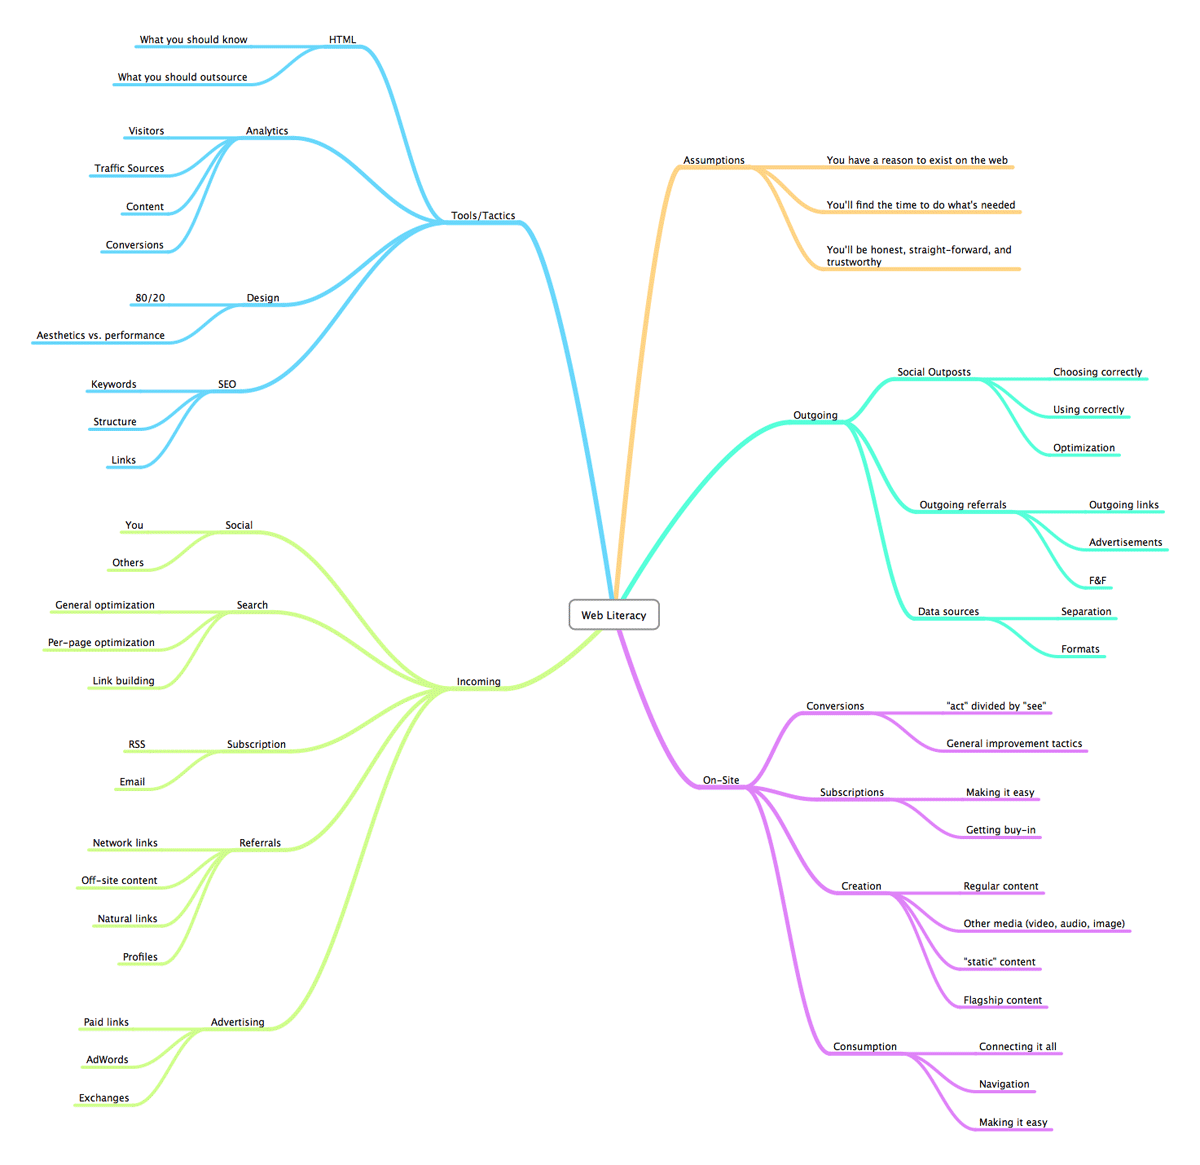 Web Literacy
Tools/Tactics
HTML
What you should know
What you should outsource
Analytics
Visitors
Traffic Sources
Content
Conversions
Design
80/20
Aesthetics vs. performance
SEO
Keywords
Structure
Links
Incoming
Social
You
Others
Search
General optimization
Per-page optimization
Link building
Subscription
RSS
Email
Referrals
Network links
Off-site content
Natural links
Profiles
Advertising
Paid links
AdWords
Exchanges
Assumptions
You have a reason to exist on the web
You'll find the time to do what's needed
You'll be honest, straight-forward, and
trustworthy
Outgoing
Social Outposts
Choosing correctly
Using correctly
Optimization
Outgoing referrals
Outgoing links
Advertisements
F&F
Data sources
Separation
Formats
On-Site
Conversions
"act" divided by "see"
General improvement tactics
Subscriptions
Making it easy
Getting buy-in
Creation
Regular content
Other media (video, audio, image)
"static" content
Flagship content
Consumption
Connecting it all
Navigation
Making it easy